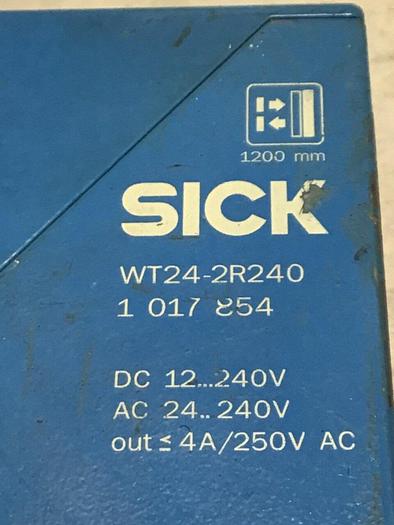 1200 mm
SICK
WT24-2R240
1 017 854
DC 12...240V
AC 24.. 240V
out ≤ 4A/250V AC